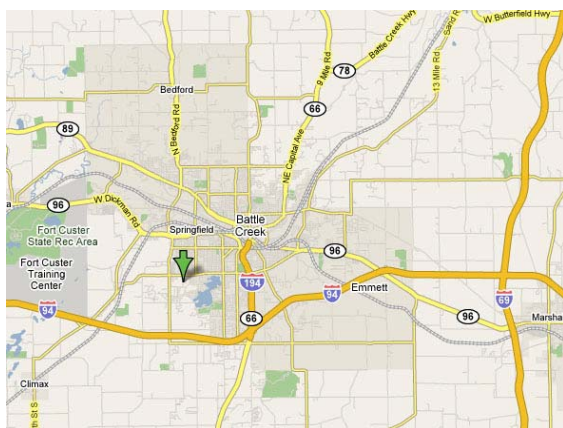 W Butterfield Hwy
Sand R
Battle Creek Hwy
78
9 Mile Rd
13 Mile Rd
Bedford
66
89
N Bedford Rd
NE Capital Ave
a
96
W Dickman Rd
Fort Custer
State Rec Area
Springfield
Battle
Creek
96
Fort Custer
Training
Center
194
94
Emmett
69
94
66
96
Marsha
Climax
th St S